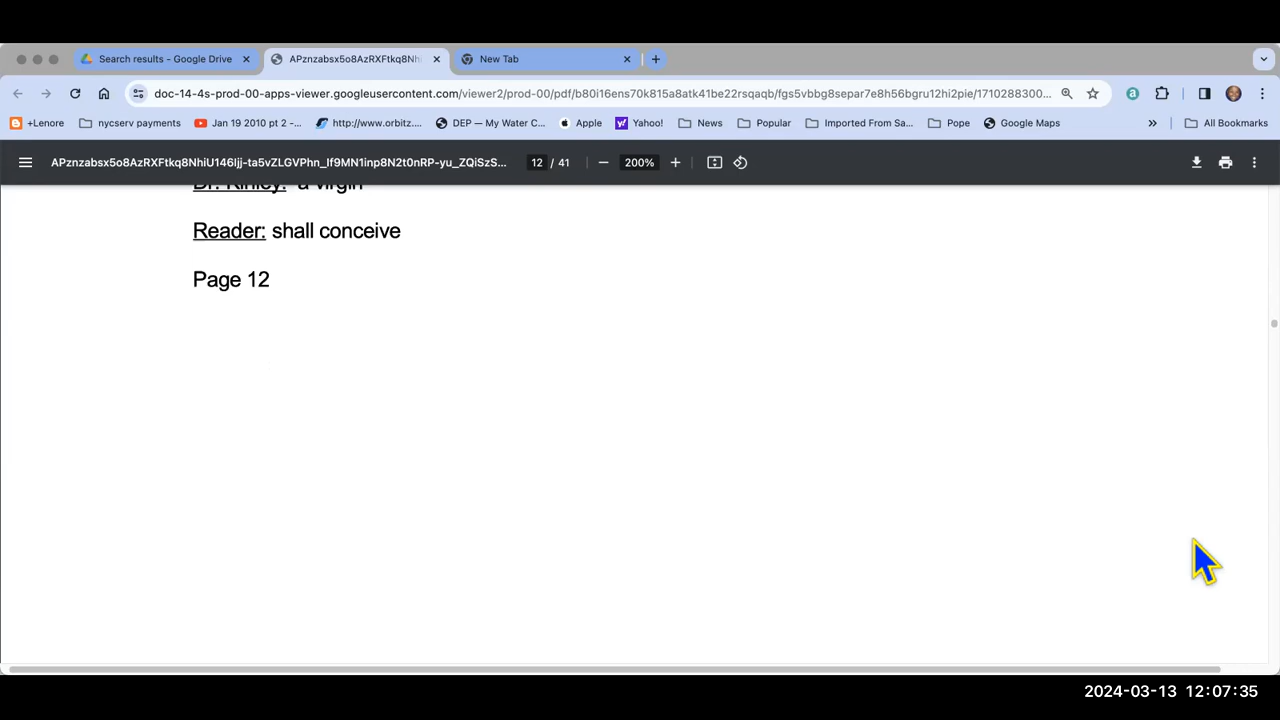 Search results – Google Drive
APznzabsx5o8AzRXFtkq8Nh
New Tab
doc-14-4s-prod-00-apps-viewer.googleusercontent.com/viewer2/prod-00/pdf/b80i16ens70k815a8atk41be22rsqaqb/fgs5vbbg8separ7e8h56bgru12hi2pie/1710288300...
+Lenore
nycserv payments
Jan 19 2010 pt 2 -...
http://www.orbitz....
DEP — My Water C...
Apple
Yahoo!
News
Popular
Imported From Sa...
Pope
Google Maps
»
All Bookmarks
APznzabsx5o8AzRXFtkq8NhiU146Ijj-ta5vZLGVPhn_If9MN1inp8N2t0nRP-yu_ZQiSzS...
12 / 41
200%
Dr. Kinley: a virgin
Reader: shall conceive
Page 12
2024-03-13 12:07:35